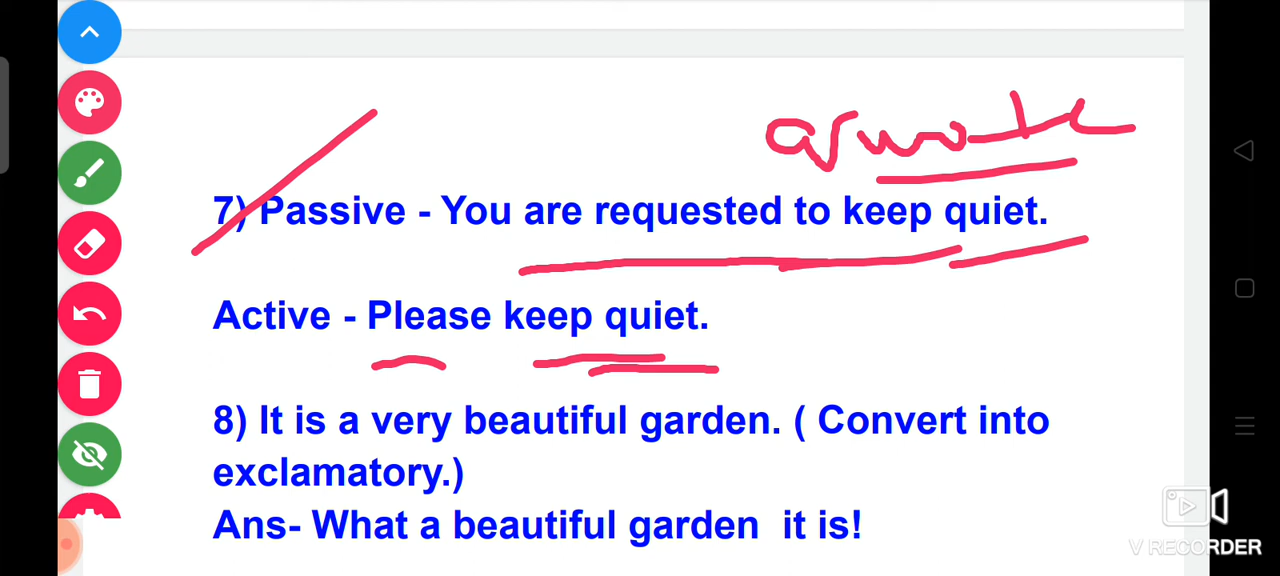 7) Passive - You are requested to keep quiet.
Active - Please keep quiet.
8) It is a very beautiful garden. ( Convert into
exclamatory.)
Ans- What a beautiful garden it is!
V RECORDER